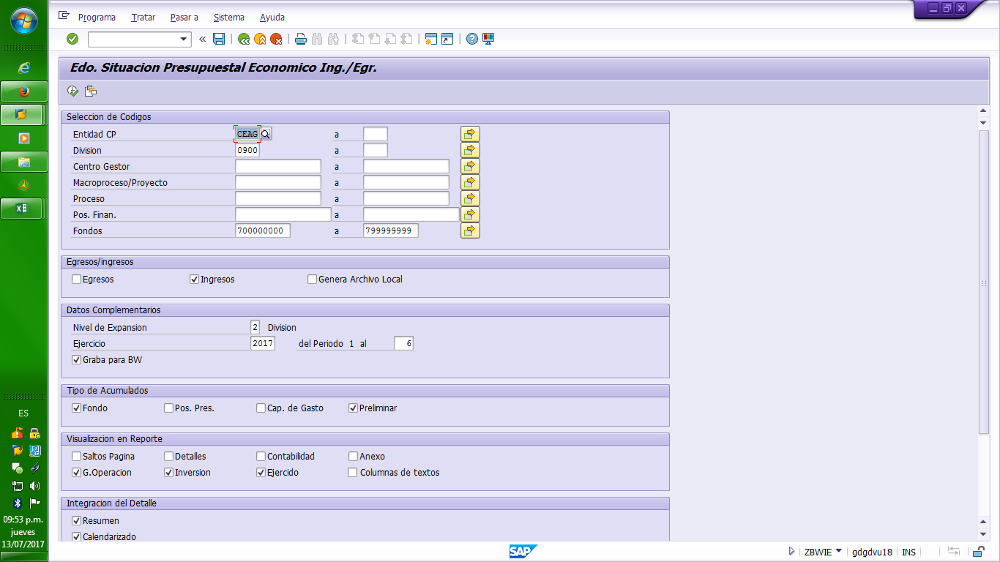 Programa Tratar Pasar a Sistema Ayuda
Edo. Situacion Presupuestal Economico Ing./Egr.
Seleccion de Codigos
Entidad CP CEAG a
Division 0900 a
Centro Gestor a
Macroproceso/Proyecto a
Proceso a
Pos. Finan. a
Fondos 700000000 a 799999999
Egresos/ingresos
Egresos Ingresos Genera Archivo Local
Datos Complementarios
Nivel de Expansion 2 Division
Ejercicio 2017 del Periodo 1 al 6
Graba para BW
Tipo de Acumulados
Fondo Pos. Pres. Cap. de Gasto Preliminar
Visualizacion en Reporte
Saltos Pagina Detalles Contabilidad Anexo
G.Operacion Inversion Ejercido Columnas de textos
Integracion del Detalle
Resumen
Calendarizado
SAP ZBWIE gdgdvu18 INS
ES
09:53 p.m.
jueves
13/07/2017